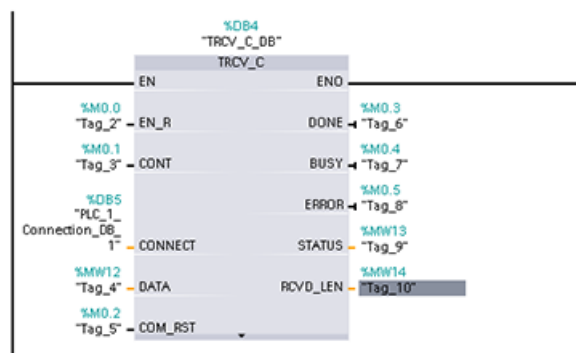 %DB4
"TRCV_C_DB"
TRCV_C
EN ENO
%M0.0 %M0.3
"Tag_2" EN_R DONE "Tag_6"
%M0.1 %M0.4
"Tag_3" CONT BUSY "Tag_7"
%DB5 %M0.5
"PLC_1_ ERROR "Tag_8"
Connection_DB_ %MW13
1" CONNECT STATUS "Tag_9"
%MW12 %MW14
"Tag_4" DATA RCVD_LEN "Tag_10"
%M0.2
"Tag_5" COM_RST